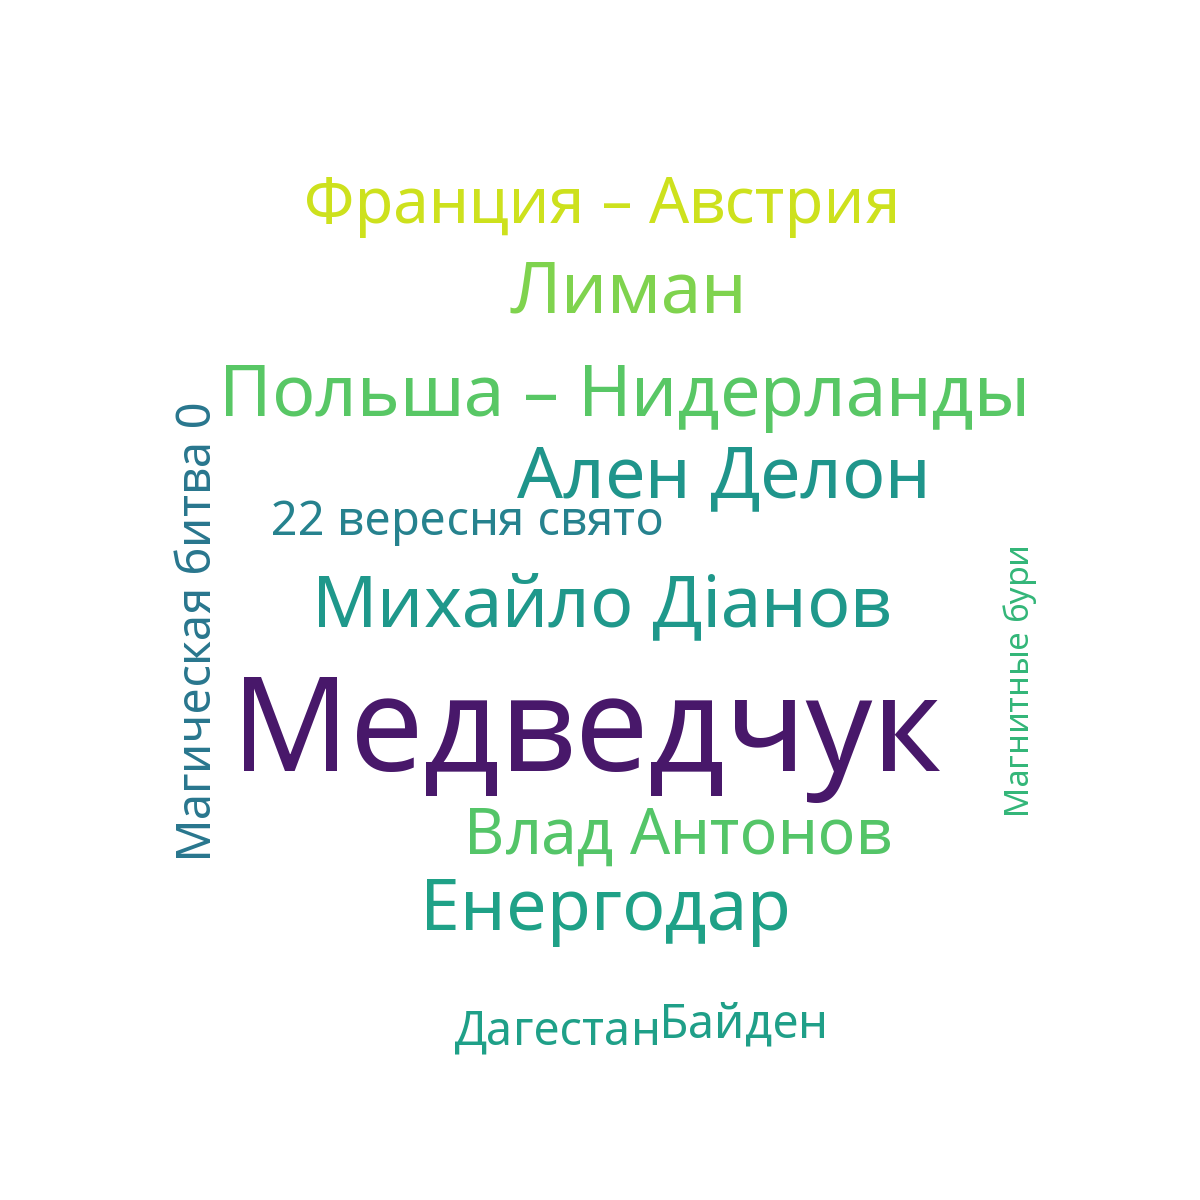 Франция – Австрия
Лиман
Польша – Нидерланды
Ален Делон
22 вересня свято
Магическая битва 0
Михайло Діанов
Магнитные бури
Медведчук
Влад Антонов
Енергодар
Дагестан
Байден